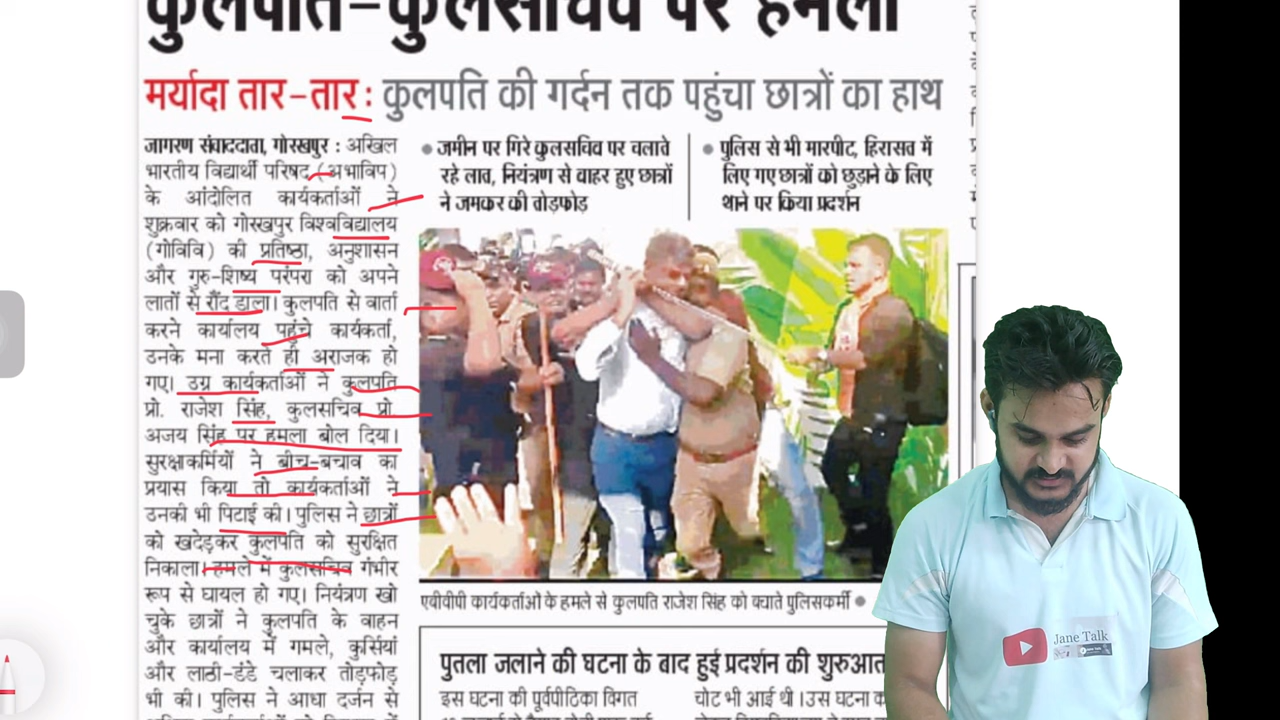 कुलपति-कुलसचिव पर हमला
मर्यादा तार-तार: कुलपति की गर्दन तक पहुंचा छात्रों का हाथ
जागरण संवाददाता, गोरखपुर : अखिल
भारतीय विद्यार्थी परिषद (अभाविप)
के आंदोलित कार्यकर्ताओं ने
शुक्रवार को गोरखपुर विश्वविद्यालय
(गोविवि) की प्रतिष्ठा, अनुशासन
और गुरु-शिष्य परंपरा को अपने
लातों से रौंद डाला। कुलपति से वार्ता
करने कार्यालय पहुंचे कार्यकर्ता,
उनके मना करते ही अराजक हो
गए। उग्र कार्यकर्ताओं ने कुलपति
प्रो. राजेश सिंह, कुलसचिव प्रो.
अजय सिंह पर हमला बोल दिया।
सुरक्षाकर्मियों ने बीच-बचाव का
प्रयास किया तो कार्यकर्ताओं ने
उनकी भी पिटाई की। पुलिस ने छात्रों
को खदेड़कर कुलपति को सुरक्षित
निकाला। हमले में कुलसचिव गंभीर
रूप से घायल हो गए। नियंत्रण खो
चुके छात्रों ने कुलपति के वाहन
और कार्यालय में गमले, कुर्सियां
और लाठी-डंडे चलाकर तोड़फोड़
भी की। पुलिस ने आधा दर्जन से
जमीन पर गिरे कुलसचिव पर चलाते
रहे लात, नियंत्रण से बाहर हुए छात्रों
ने जमकर की तोड़फोड़
पुलिस से भी मारपीट, हिरासत में
लिए गए छात्रों को छुड़ाने के लिए
थाने पर किया प्रदर्शन
एबीवीपी कार्यकर्ताओं के हमले से कुलपति राजेश सिंह को बचाते पुलिसकर्मी
पुतला जलाने की घटना के बाद हुई प्रदर्शन की शुरुआत
इस घटना की पूर्वपीठिका विगत
चोट भी आई थी। उस घटना
Jane Talk